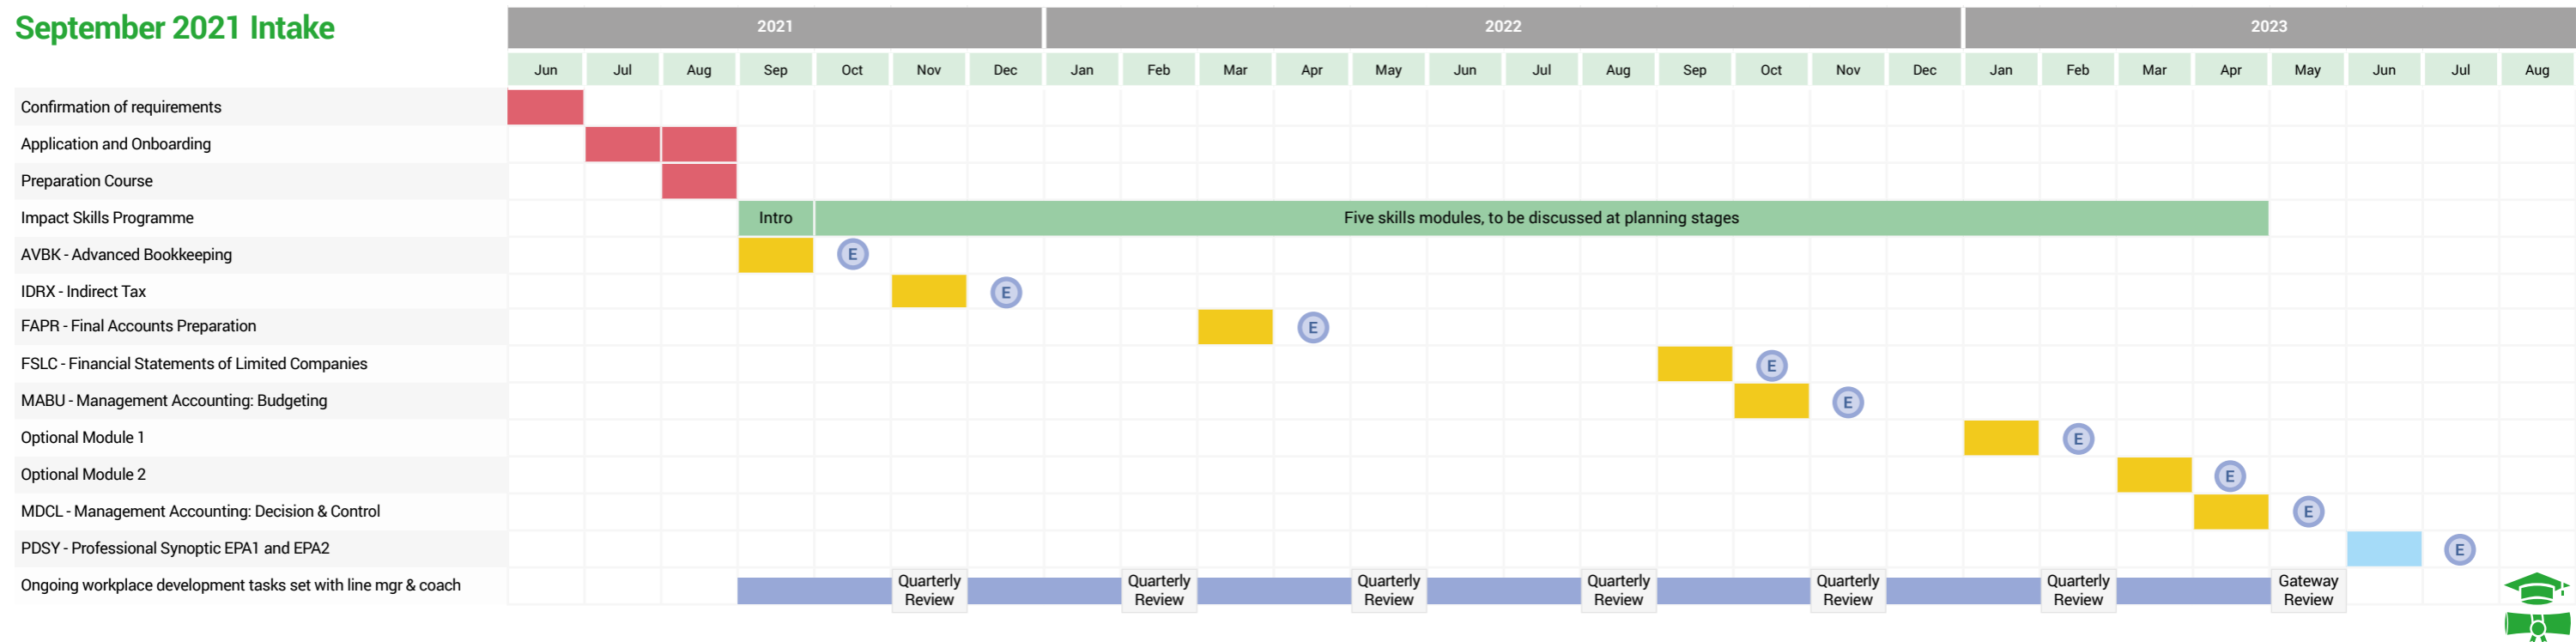 September 2021 Intake
2021 2022 2023
Jun Jul Aug Sep Oct Nov Dec Jan Feb Mar Apr May Jun Jul Aug Sep Oct Nov Dec Jan Feb Mar Apr May Jun Jul Aug
Confirmation of requirements
Application and Onboarding
Preparation Course
Impact Skills Programme Intro Five skills modules, to be discussed at planning stages
AVBK - Advanced Bookkeeping E
IDRX - Indirect Tax E
FAPR - Final Accounts Preparation E
FSLC - Financial Statements of Limited Companies E
MABU - Management Accounting: Budgeting E
Optional Module 1 E
Optional Module 2 E
MDCL - Management Accounting: Decision & Control E
PDSY - Professional Synoptic EPA1 and EPA2 E
Ongoing workplace development tasks set with line mgr & coach
Quarterly Quarterly Quarterly Quarterly Quarterly Quarterly Gateway
Review Review Review Review Review Review Review